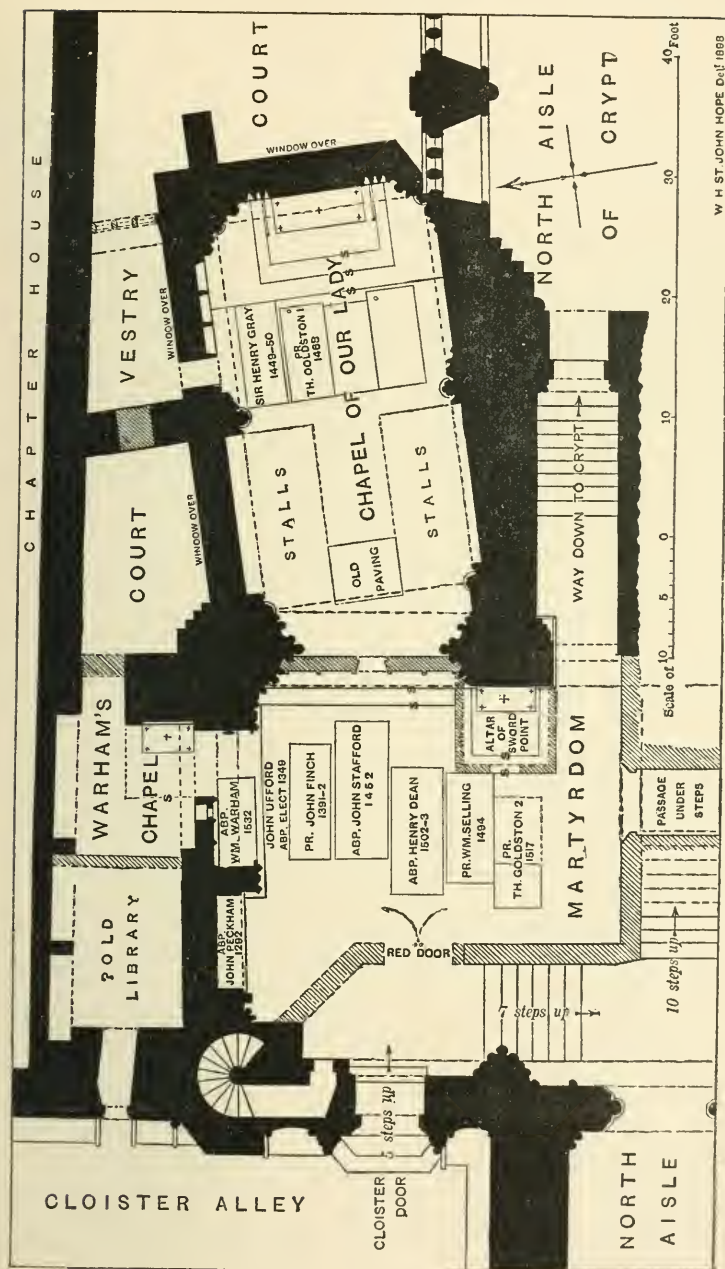 CHAPTER HOUSE
? OLD
LIBRARY
WARHAM'S
CHAPEL
S
COURT
WINDOW OVER
VESTRY
WINDOW OVER
COURT
WINDOW OVER
CLOISTER ALLEY
CLOISTER
DOOR
steps up
ABP.
JOHN PECKHAM
1292
ABP.
WM. WARHAM
1532
JOHN UFFORD
ABP. ELECT 1349
PR. JOHN FINCH
1391-2
ABP. JOHN STAFFORD
1452
ABP. HENRY DEAN
1502-3
PR. WM. SELLING
1494
PR.
TH. GOLDSTON 2
1517
RED DOOR
MARTYRDOM
S
S
ALTAR
OF
SWORD
POINT
S S
STALLS
CHAPEL OF OUR LADY
STALLS
OLD
PAVING
SIR HENRY GRAY
1449-50
PR.
TH. GOLDSTON I
1468
S S
7 steps up
10 steps up
PASSAGE
UNDER
STEPS
WAY DOWN TO CRYPT
NORTH
AISLE
NORTH AISLE
OF CRYPT
Scale of 10 5 0 10 20 30 40 Foot
W H ST. JOHN HOPE Delt. 1898